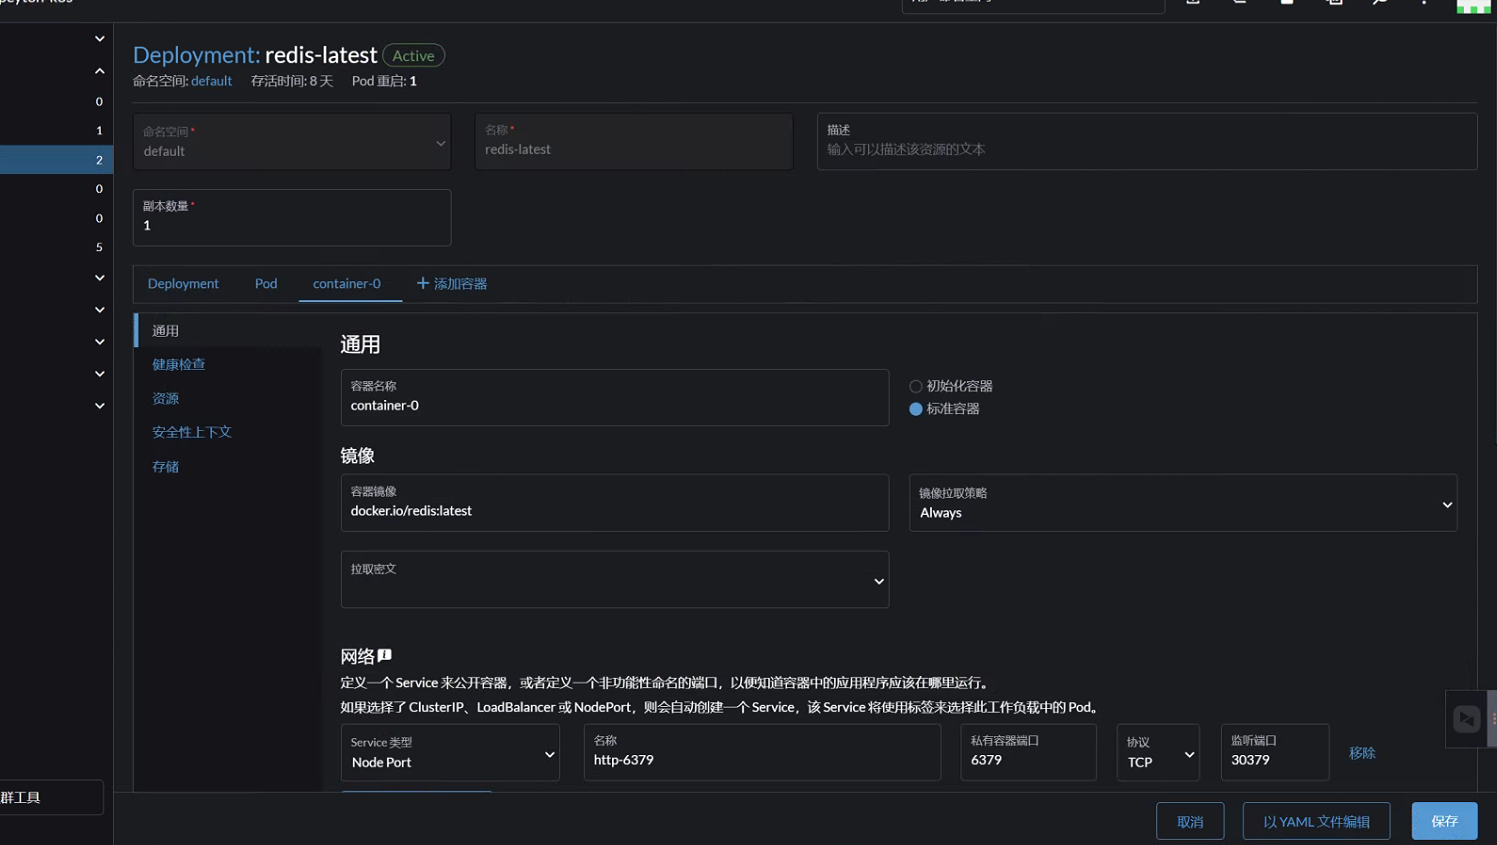 peyton-k8s
Deployment: redis-latest Active
命名空间: default 存活时间: 8 天 Pod 重启: 1
0
1
2
0
0
5
命名空间 *
default
名称 *
redis-latest
描述
输入可以描述该资源的文本
副本数量 *
1
Deployment Pod container-0 + 添加容器
通用
健康检查
资源
安全性上下文
存储
通用
容器名称
container-0
初始化容器
标准容器
镜像
容器镜像
docker.io/redis:latest
镜像拉取策略
Always
拉取密文
网络
定义一个 Service 来公开容器，或者定义一个非功能性命名的端口，以便知道容器中的应用程序应该在哪里运行。
如果选择了 ClusterIP、LoadBalancer 或 NodePort，则会自动创建一个 Service，该 Service 将使用标签来选择此工作负载中的 Pod。
Service 类型
Node Port
名称
http-6379
私有容器端口
6379
协议
TCP
监听端口
30379
移除
群工具
取消
以 YAML 文件编辑
保存